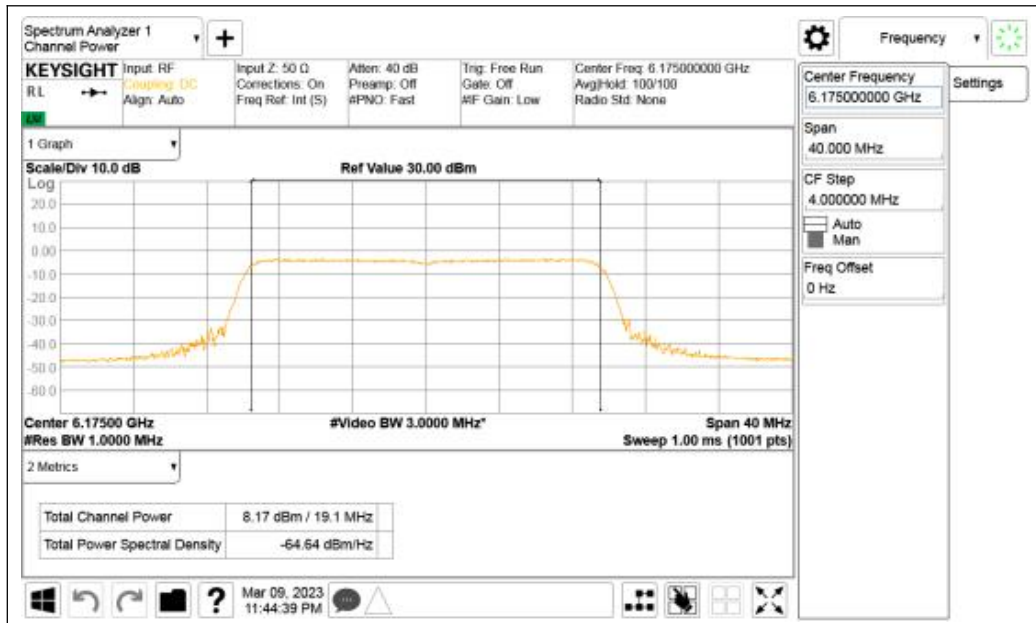 Spectrum Analyzer 1
Channel Power
+
Frequency
KEYSIGHT
RL
Input: RF
Coupling: DC
Align: Auto
Input Z: 50 Ω
Corrections: On
Freq Ref: Int (S)
Atten: 40 dB
Preamp: Off
#PNO: Fast
Trig: Free Run
Gate: Off
#IF Gain: Low
Center Freq: 6.175000000 GHz
Avg|Hold: 100/100
Radio Std: None
Center Frequency
6.175000000 GHz
Settings
Span
40.000 MHz
CF Step
4.000000 MHz
Auto
Man
Freq Offset
0 Hz
1 Graph
Scale/Div 10.0 dB
Ref Value 30.00 dBm
Log
20.0
10.0
0.00
-10.0
-20.0
-30.0
-40.0
-50.0
-60.0
Center 6.17500 GHz
#Video BW 3.0000 MHz*
Span 40 MHz
#Res BW 1.0000 MHz
Sweep 1.00 ms (1001 pts)
2 Metrics
Total Channel Power 8.17 dBm / 19.1 MHz
Total Power Spectral Density -64.64 dBm/Hz
?
Mar 09, 2023
11:44:39 PM